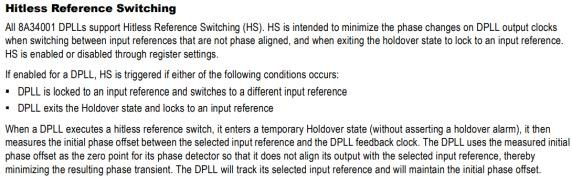 Hitless Reference Switching
All 8A34001 DPLLs support Hitless Reference Switching (HS). HS is intended to minimize the phase changes on DPLL output clocks
when switching between input references that are not phase aligned, and when exiting the holdover state to lock to an input reference.
HS is enabled or disabled through register settings.
If enabled for a DPLL, HS is triggered if either of the following conditions occurs:
▪ DPLL is locked to an input reference and switches to a different input reference
▪ DPLL exits the Holdover state and locks to an input reference
When a DPLL executes a hitless reference switch, it enters a temporary Holdover state (without asserting a holdover alarm), it then
measures the initial phase offset between the selected input reference and the DPLL feedback clock. The DPLL uses the measured initial
phase offset as the zero point for its phase detector so that it does not align its output with the selected input reference, thereby
minimizing the resulting phase transient. The DPLL will track its selected input reference and will maintain the initial phase offset.